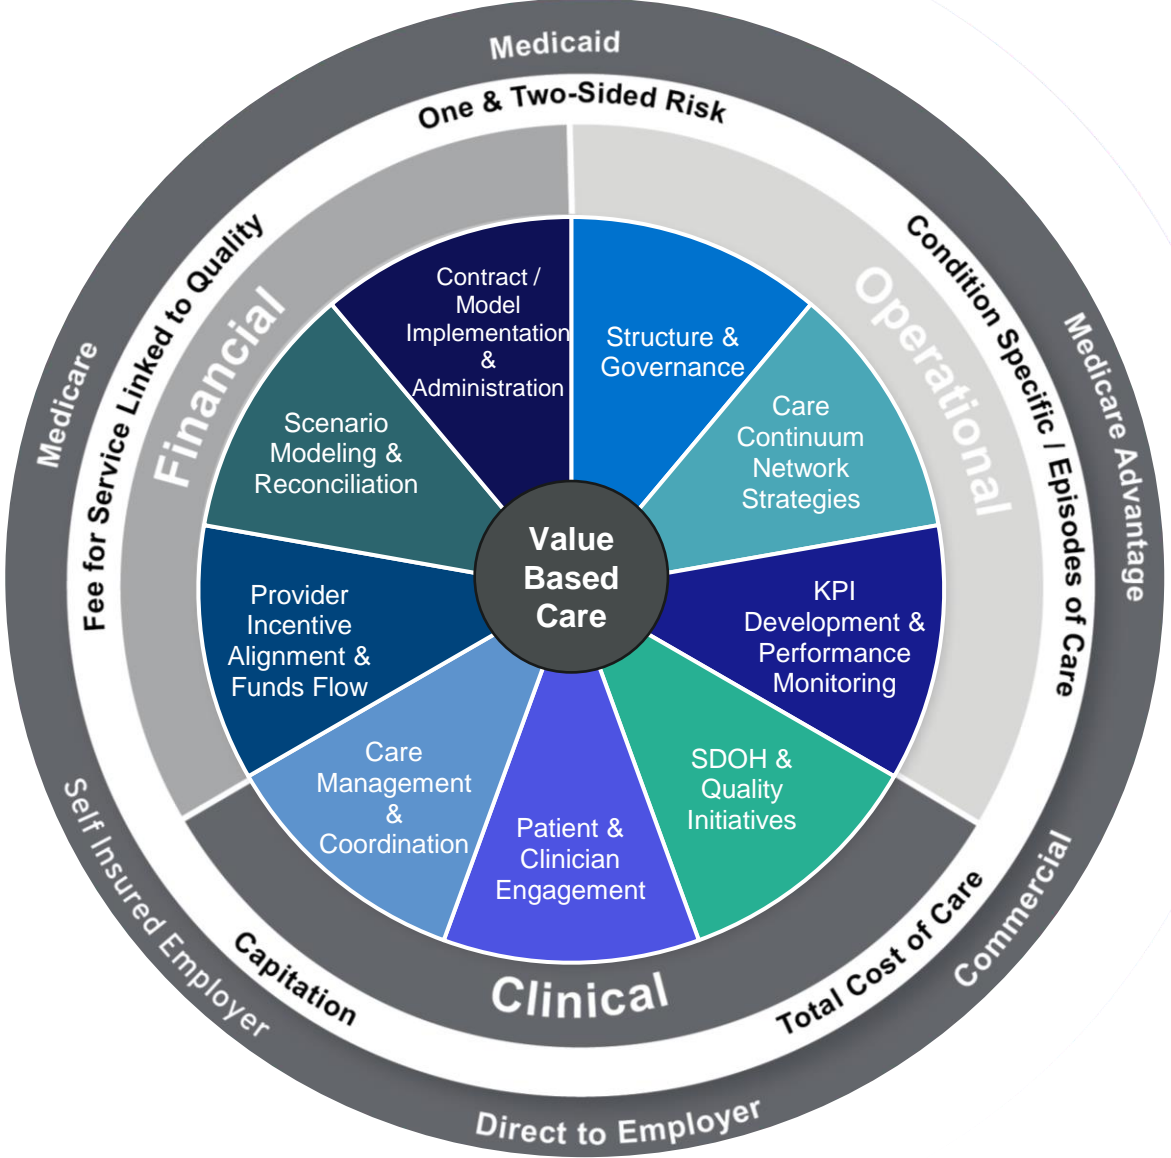 Medicaid
One & Two-Sided Risk
Condition Specific / Episodes of Care
Medicare Advantage
Commercial
Total Cost of Care
Direct to Employer
Capitation
Self Insured Employer
Medicare
Fee for Service Linked to Quality
Financial
Operational
Clinical
Contract /
Model
Implementation
&
Administration
Structure &
Governance
Care
Continuum
Network
Strategies
KPI
Development &
Performance
Monitoring
SDOH &
Quality
Initiatives
Patient &
Clinician
Engagement
Care
Management
&
Coordination
Provider
Incentive
Alignment &
Funds Flow
Scenario
Modeling &
Reconciliation
Value
Based
Care